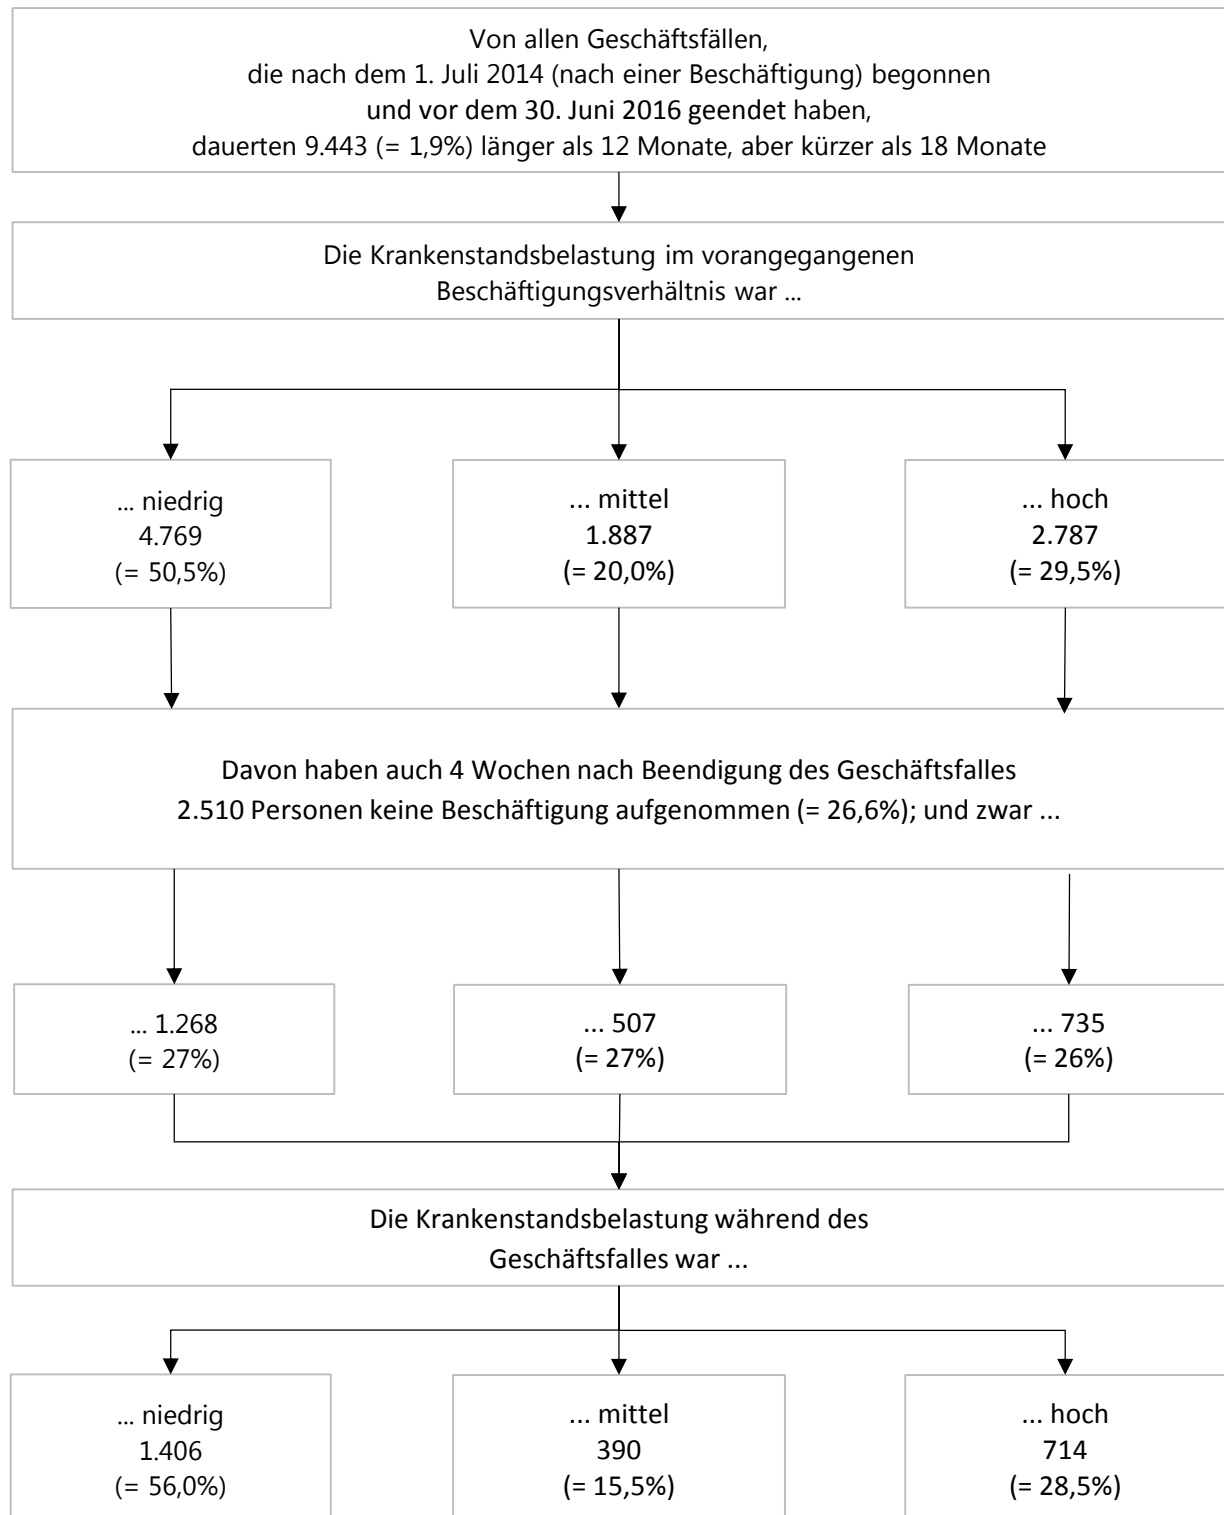 Von allen Geschäftsfällen,
die nach dem 1. Juli 2014 (nach einer Beschäftigung) begonnen
und vor dem 30. Juni 2016 geendet haben,
dauerten 9.443 (= 1,9%) länger als 12 Monate, aber kürzer als 18 Monate
Die Krankenstandsbelastung im vorangegangenen
Beschäftigungsverhältnis war ...
... niedrig
4.769
(= 50,5%)
... mittel
1.887
(= 20,0%)
... hoch
2.787
(= 29,5%)
Davon haben auch 4 Wochen nach Beendigung des Geschäftsfalles
2.510 Personen keine Beschäftigung aufgenommen (= 26,6%); und zwar ...
... 1.268
(= 27%)
... 507
(= 27%)
... 735
(= 26%)
Die Krankenstandsbelastung während des
Geschäftsfalles war ...
... niedrig
1.406
(= 56,0%)
... mittel
390
(= 15,5%)
... hoch
714
(= 28,5%)